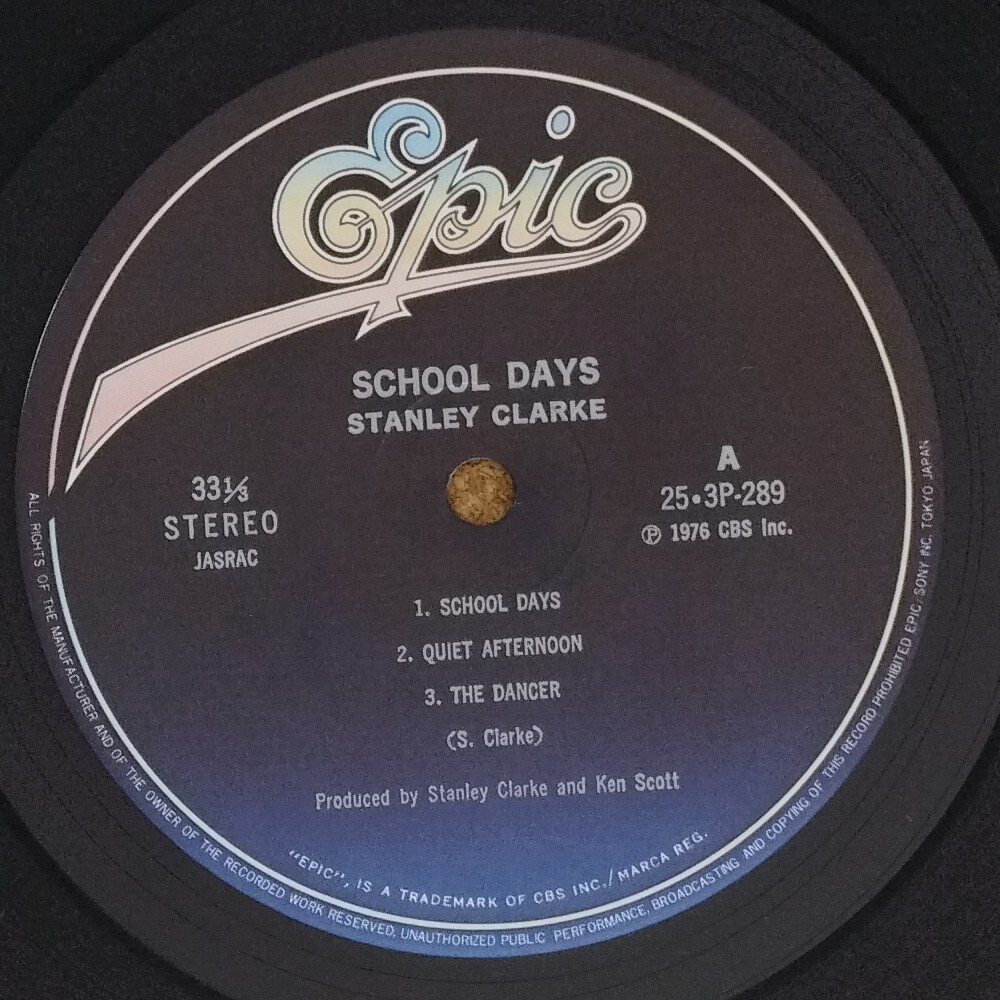 Epic
SCHOOL DAYS
STANLEY CLARKE
33⅓
STEREO
JASRAC
A
25•3P-289
℗ 1976 CBS Inc.
1. SCHOOL DAYS
2. QUIET AFTERNOON
3. THE DANCER
(S. Clarke)
Produced by Stanley Clarke and Ken Scott
"EPIC", IS A TRADEMARK OF CBS INC./MARCA REG.
ALL RIGHTS OF THE MANUFACTURER AND OF THE OWNER OF THE RECORDED WORK RESERVED, UNAUTHORIZED PUBLIC PERFORMANCE, BROADCASTING AND COPYING OF THIS RECORD PROHIBITED EPIC/SONY INC. TOKYO JAPAN